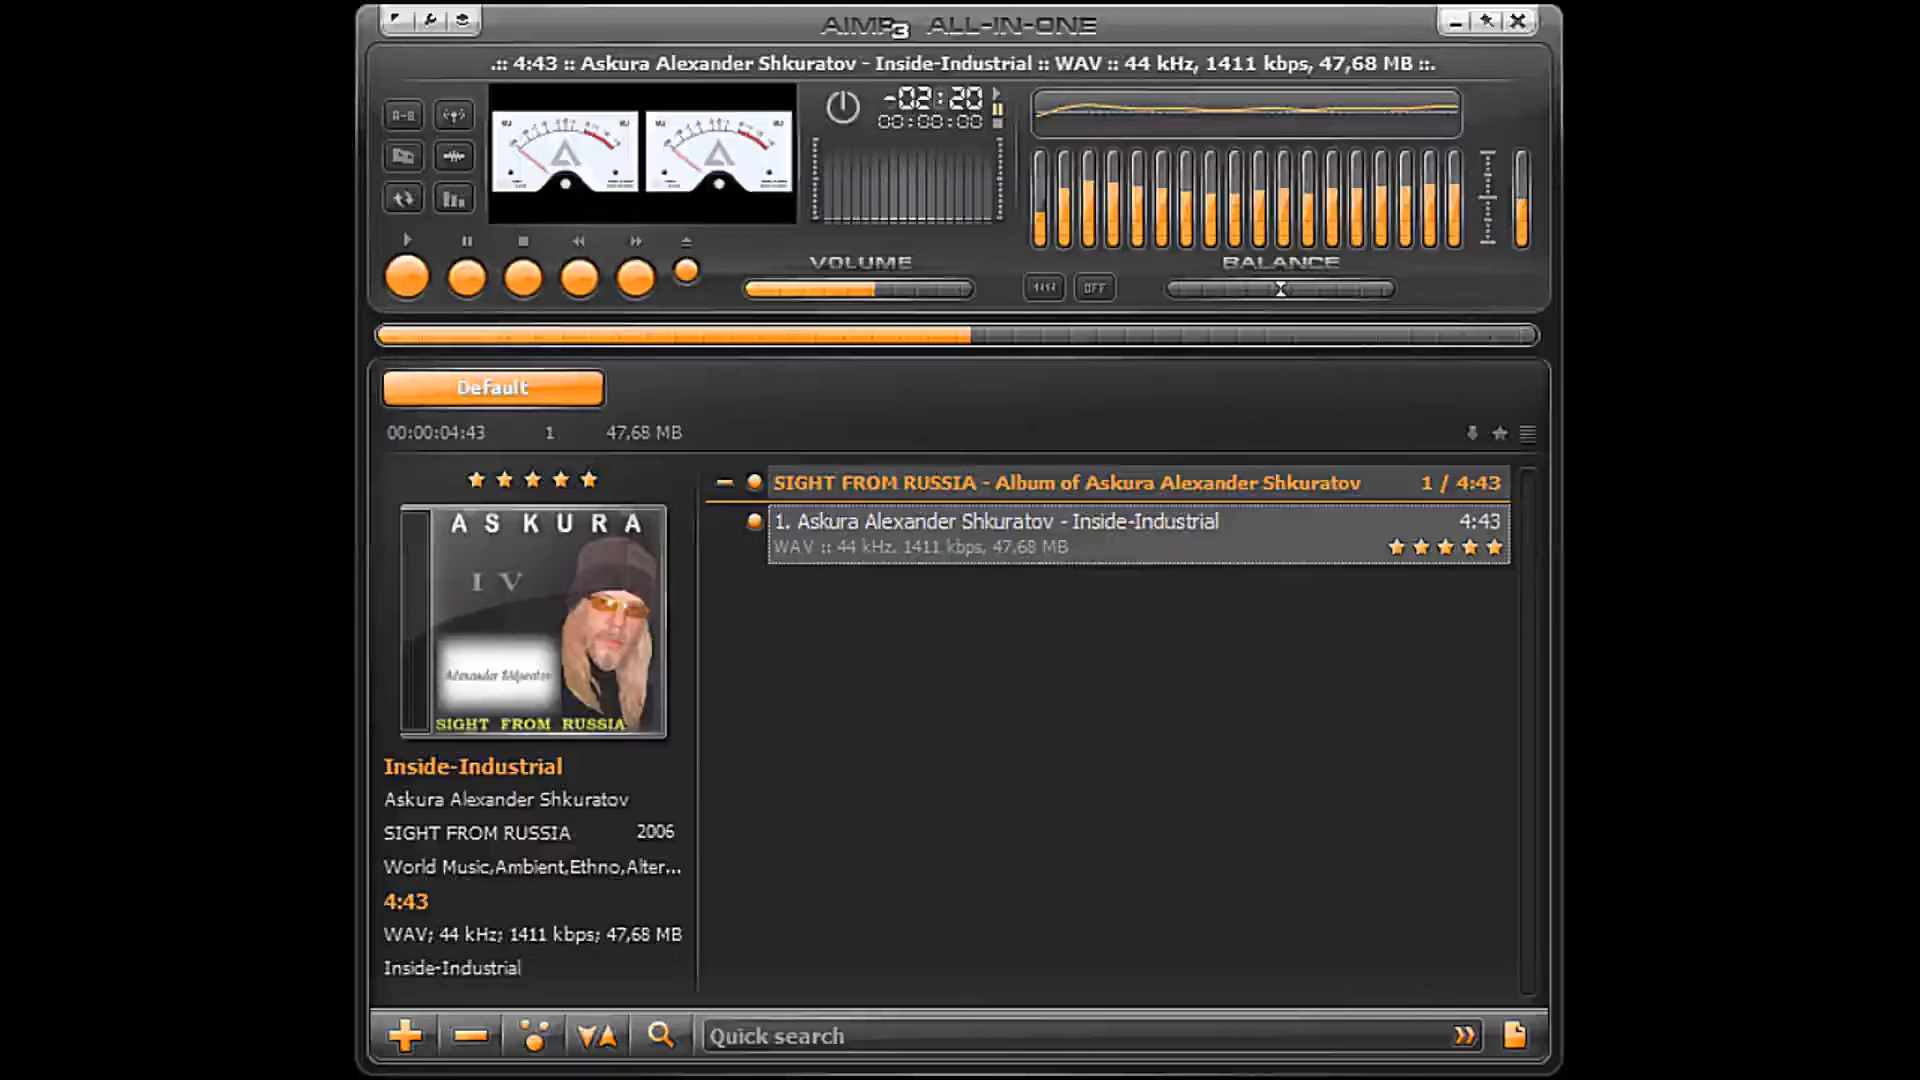 AIMP3 ALL-IN-ONE
.:: 4:43 :: Askura Alexander Shkuratov - Inside-Industrial :: WAV :: 44 kHz, 1411 kbps, 47,68 MB ::.
A-B
-02:20
00:00:00
VOLUME
OFF
BALANCE
Default
00:00:04:43 1 47,68 MB
SIGHT FROM RUSSIA - Album of Askura Alexander Shkuratov 1 / 4:43
1. Askura Alexander Shkuratov - Inside-Industrial 4:43
WAV :: 44 kHz, 1411 kbps, 47,68 MB
ASKURA
IV
SIGHT FROM RUSSIA
Inside-Industrial
Askura Alexander Shkuratov
SIGHT FROM RUSSIA 2006
World Music,Ambient,Ethno,Alter...
4:43
WAV; 44 kHz; 1411 kbps; 47,68 MB
Inside-Industrial
Quick search